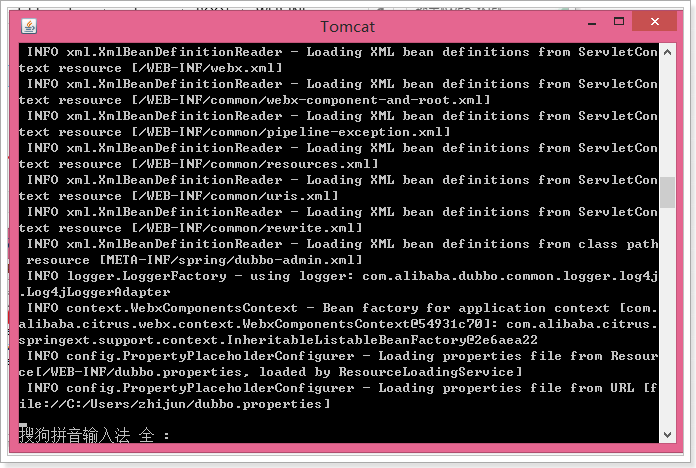 Tomcat
INFO xml.XmlBeanDefinitionReader - Loading XML bean definitions from ServletCon
text resource [/WEB-INF/webx.xml]
INFO xml.XmlBeanDefinitionReader - Loading XML bean definitions from ServletCon
text resource [/WEB-INF/common/webx-component-and-root.xml]
INFO xml.XmlBeanDefinitionReader - Loading XML bean definitions from ServletCon
text resource [/WEB-INF/common/pipeline-exception.xml]
INFO xml.XmlBeanDefinitionReader - Loading XML bean definitions from ServletCon
text resource [/WEB-INF/common/resources.xml]
INFO xml.XmlBeanDefinitionReader - Loading XML bean definitions from ServletCon
text resource [/WEB-INF/common/uris.xml]
INFO xml.XmlBeanDefinitionReader - Loading XML bean definitions from ServletCon
text resource [/WEB-INF/common/rewrite.xml]
INFO xml.XmlBeanDefinitionReader - Loading XML bean definitions from class path
resource [META-INF/spring/dubbo-admin.xml]
INFO logger.LoggerFactory - using logger: com.alibaba.dubbo.common.logger.log4j
.Log4jLoggerAdapter
INFO context.WebxComponentsContext - Bean factory for application context [com.
alibaba.citrus.webx.context.WebxComponentsContext@54931c70]: com.alibaba.citrus.
springext.support.context.InheritableListableBeanFactory@2e6aea22
INFO config.PropertyPlaceholderConfigurer - Loading properties file from Resour
ce[/WEB-INF/dubbo.properties, loaded by ResourceLoadingService]
INFO config.PropertyPlaceholderConfigurer - Loading properties file from URL [f
ile://C:/Users/zhijun/dubbo.properties]
搜狗拼音输入法 全 :